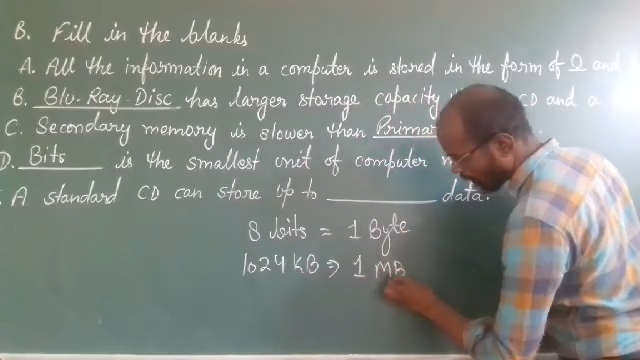 B. Fill in the blanks
A. All the information in a computer is stored in the form of 0 and
B. Blu-Ray-Disc has larger storage capacity CD and a
C. Secondary memory is slower than Primar
D. Bits is the smallest unit of computer
A standard CD can store up to ________ data.
8 bits = 1 Byte
1024 KB ⇒ 1 MB